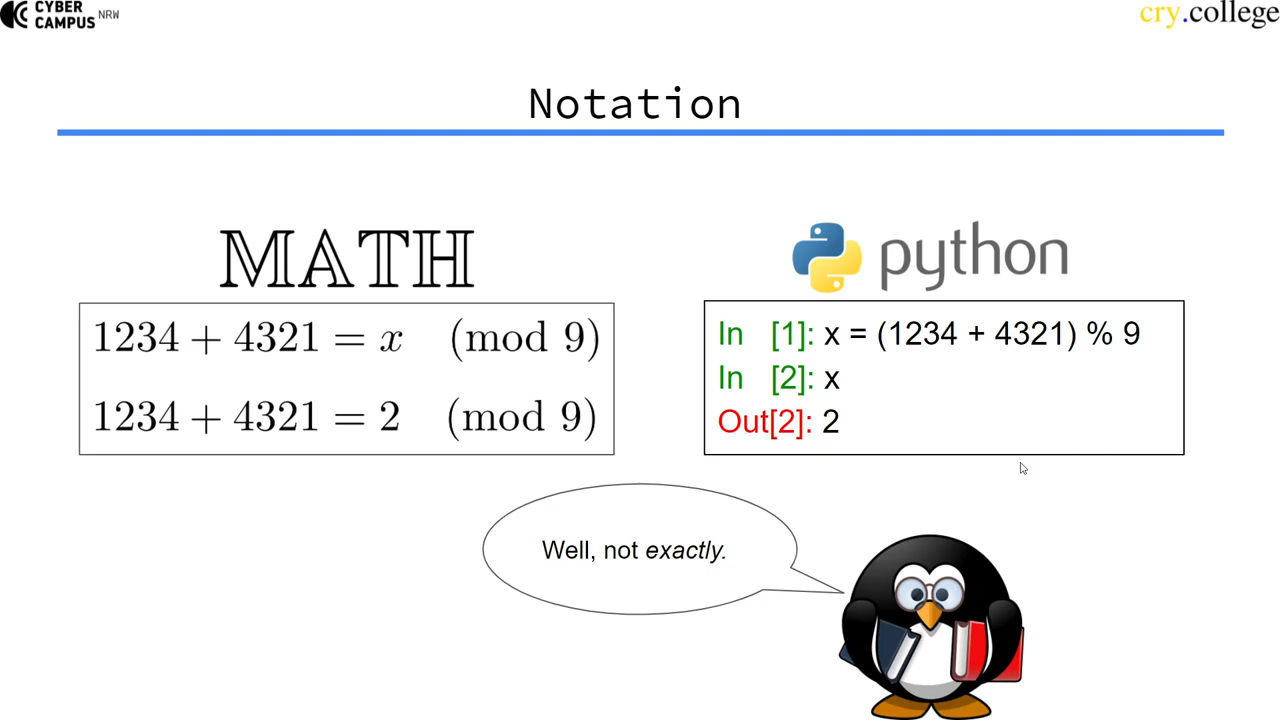 CYBER
CAMPUS NRW
cry.college
Notation
MATH
1234 + 4321 = x (mod 9)
1234 + 4321 = 2 (mod 9)
python
In [1]: x = (1234 + 4321) % 9
In [2]: x
Out[2]: 2
Well, not exactly.